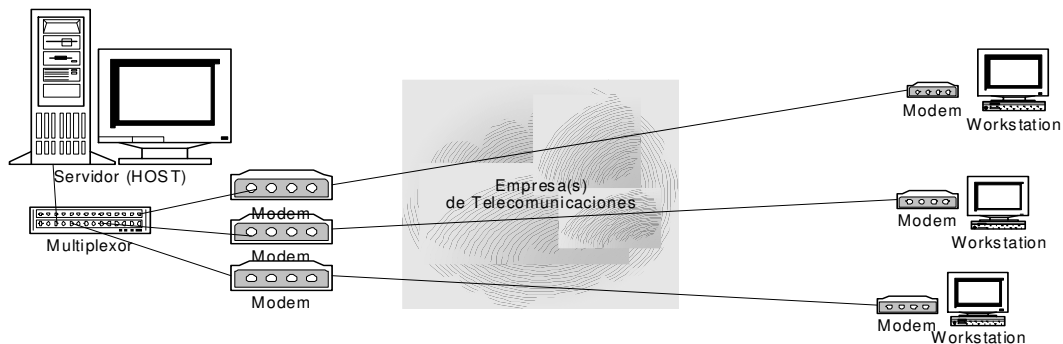 Servidor (HOST)
Multiplexor
Modem
Modem
Modem
Empresa(s)
de Telecomunicaciones
Modem
Workstation
Modem
Workstation
Modem
Workstation